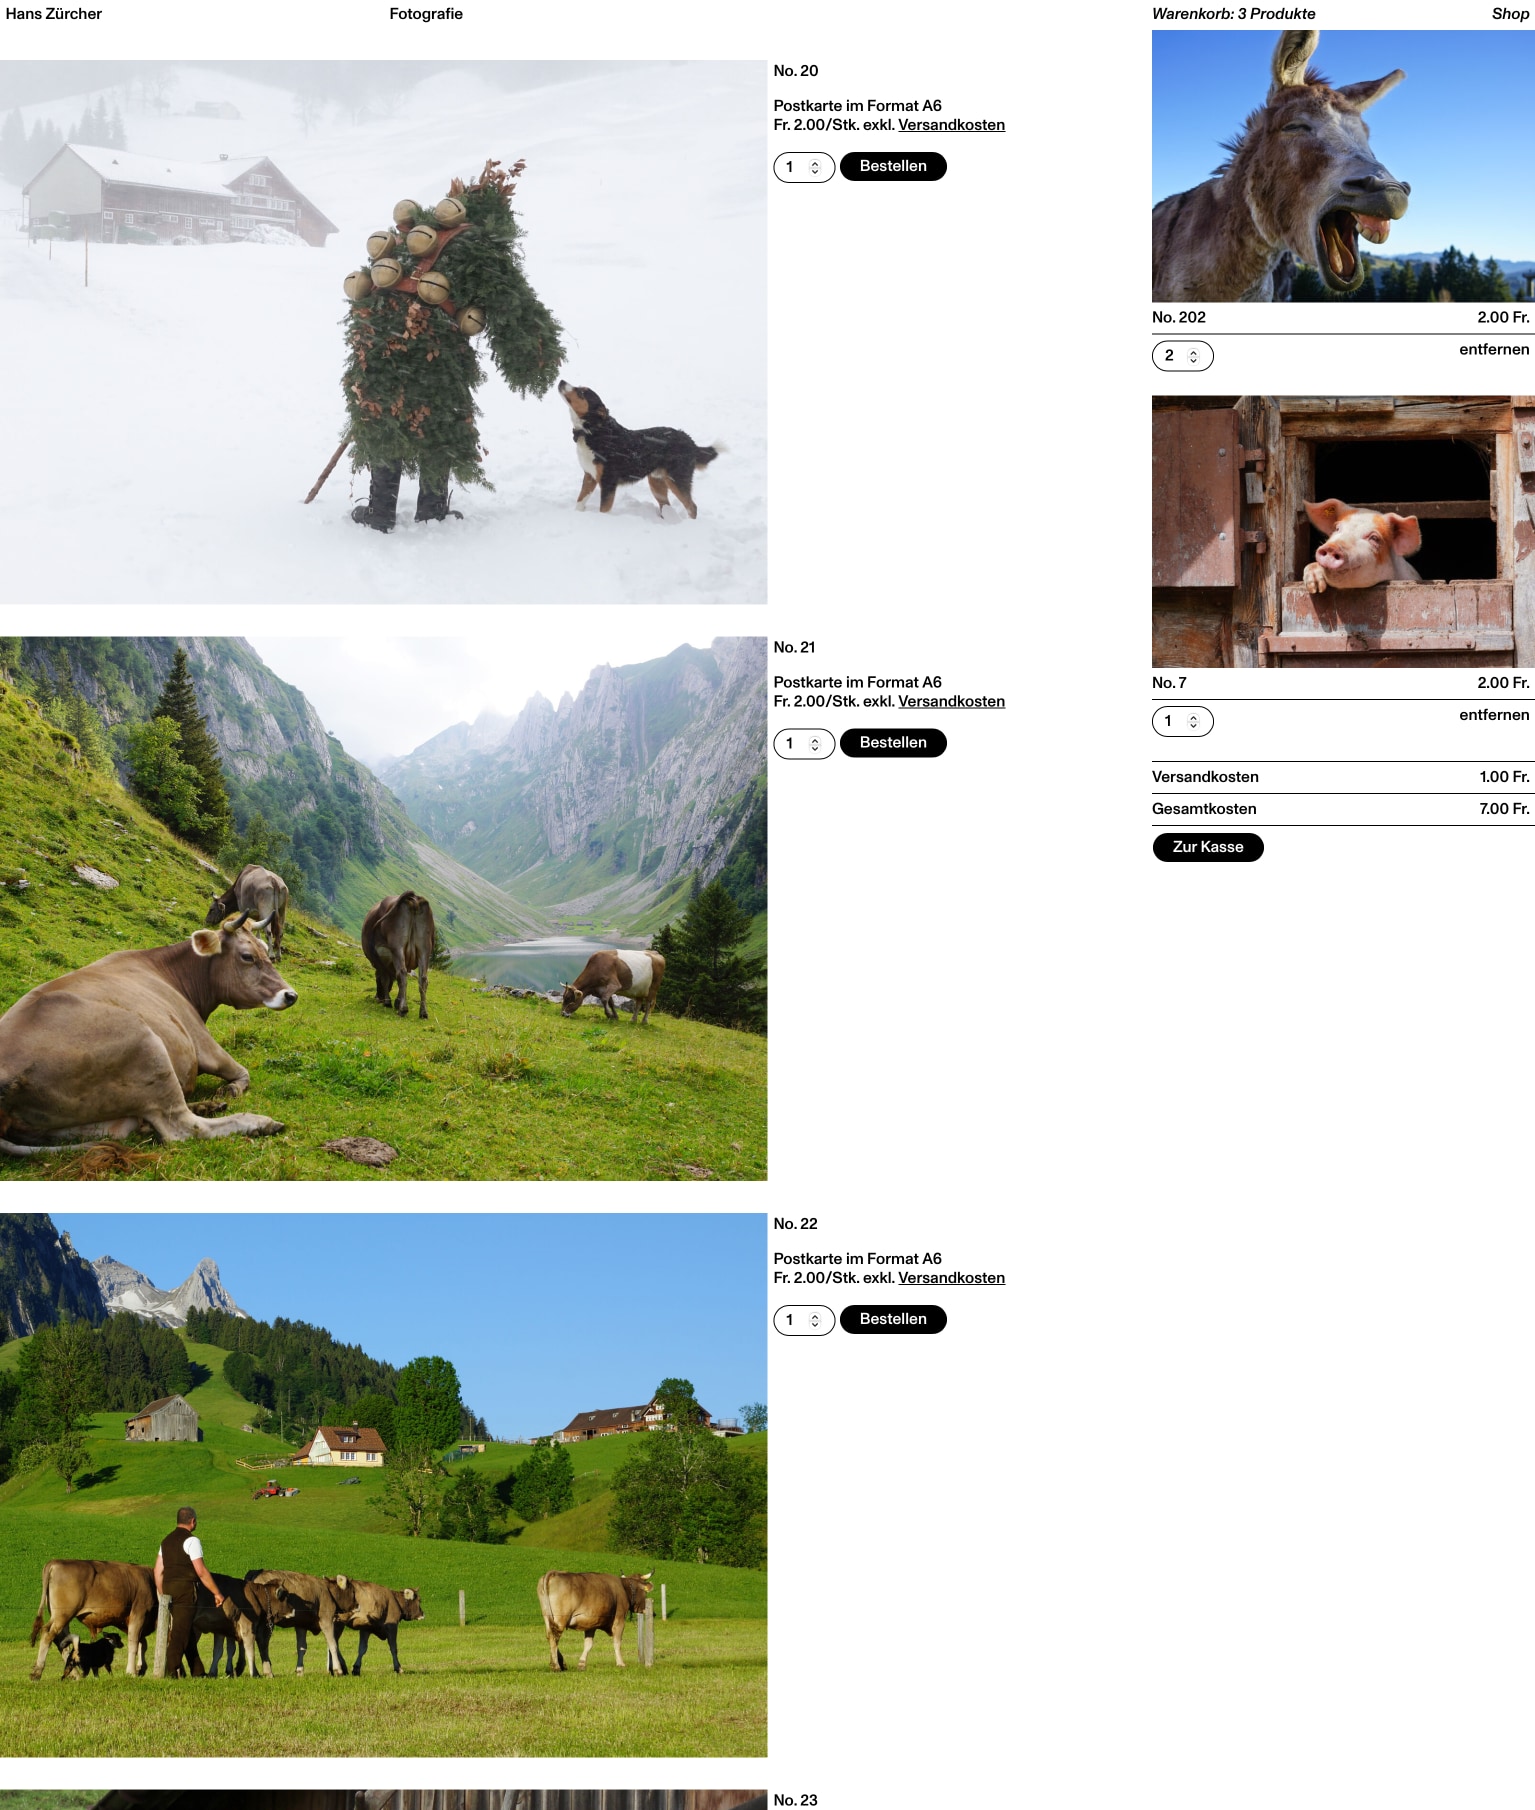 Hans Zürcher
Fotografie
Warenkorb: 3 Produkte
Shop
No. 20
Postkarte im Format A6
Fr. 2.00/Stk. exkl. Versandkosten
1
Bestellen
No. 21
Postkarte im Format A6
Fr. 2.00/Stk. exkl. Versandkosten
1
Bestellen
No. 22
Postkarte im Format A6
Fr. 2.00/Stk. exkl. Versandkosten
1
Bestellen
No. 23
No. 202
2.00 Fr.
2
entfernen
No. 7
2.00 Fr.
1
entfernen
Versandkosten
1.00 Fr.
Gesamtkosten
7.00 Fr.
Zur Kasse